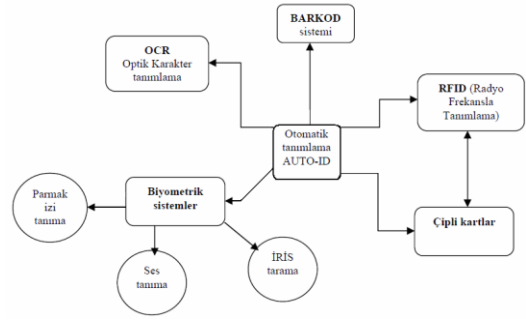 BARKOD
sistemi
OCR
Optik Karakter
tanımlama
RFID (Radyo
Frekansla
Tanımlama)
Otomatik
tanımlama
AUTO-ID
Biyometrik
sistemler
Parmak
izi
tanıma
Çipli kartlar
Ses
tanıma
İRİS
tarama